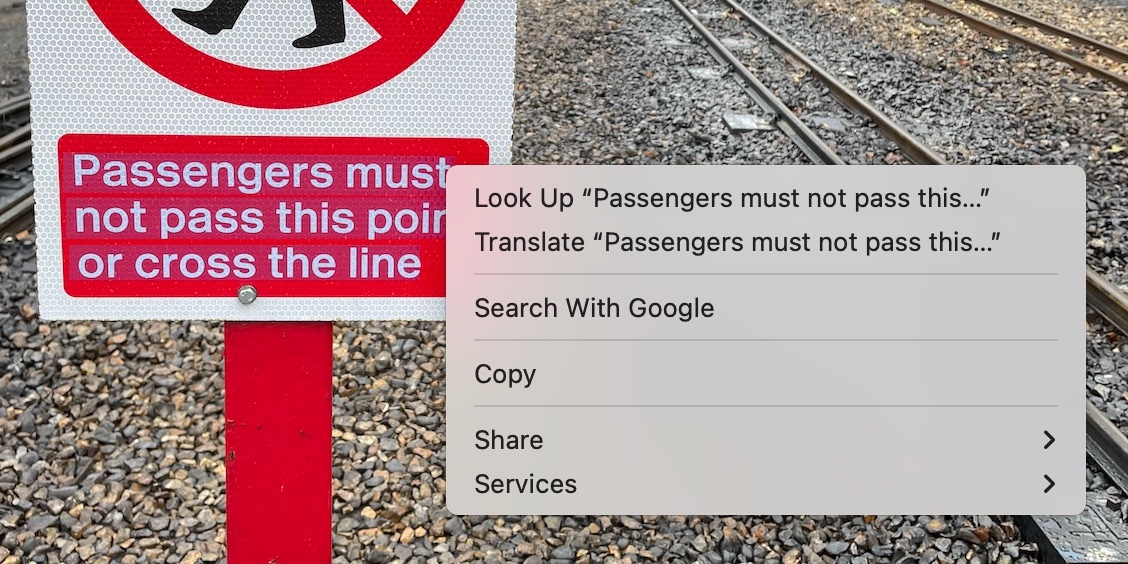 Passengers must
not pass this poin
or cross the line
Look Up “Passengers must not pass this...”
Translate “Passengers must not pass this...”
Search With Google
Copy
Share
Services